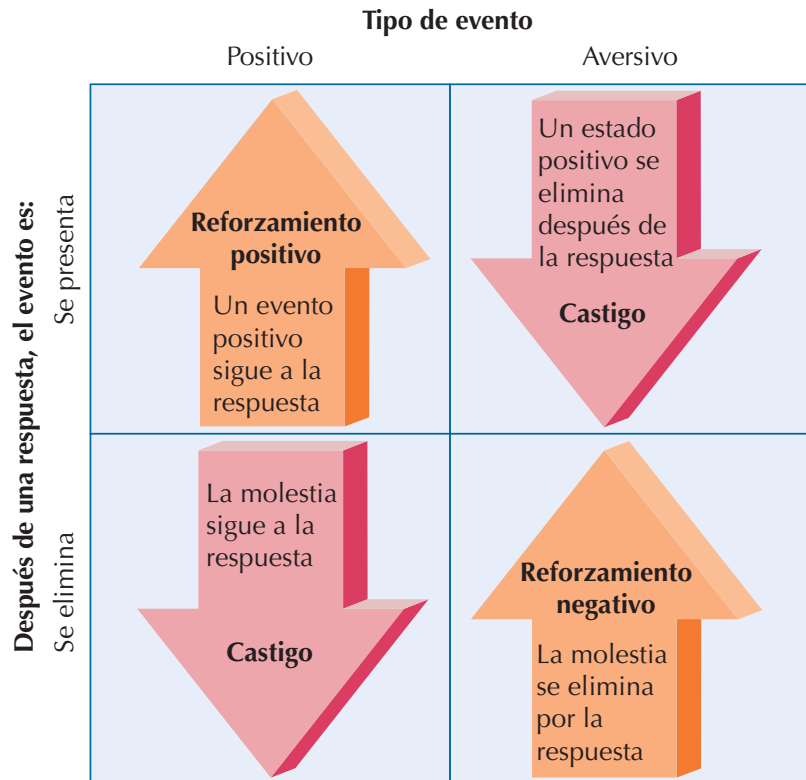 Tipo de evento
Positivo
Aversivo
Después de una respuesta, el evento es:
Se presenta
Reforzamiento
positivo
Un evento
positivo
sigue a la
respuesta
Un estado
positivo se
elimina
después de
la respuesta
Castigo
Se elimina
La molestia
sigue a la
respuesta
Castigo
Reforzamiento
negativo
La molestia
se elimina
por la
respuesta